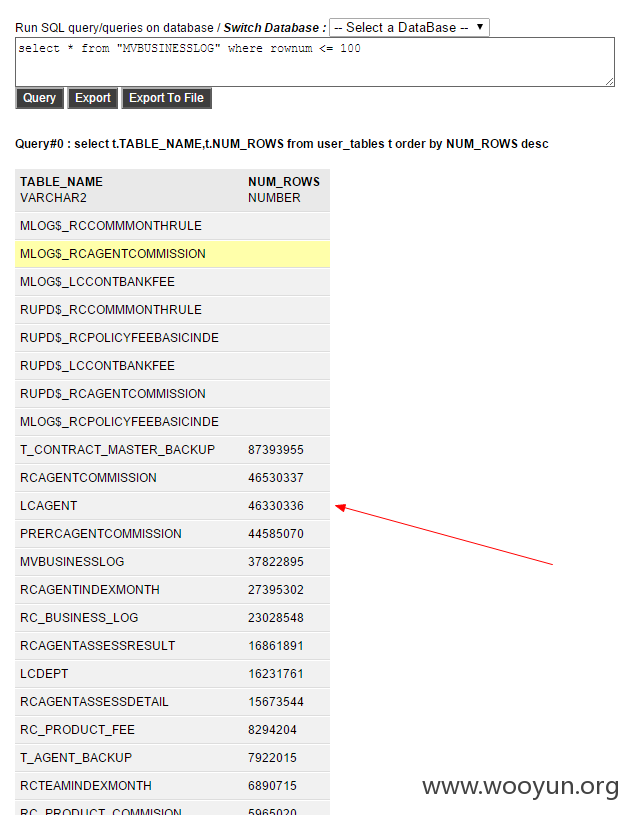 Run SQL query/queries on database / Switch Database : -- Select a DataBase --
select * from "MVBUSINESSLOG" where rownum <= 100
Query Export Export To File
Query#0 : select t.TABLE_NAME,t.NUM_ROWS from user_tables t order by NUM_ROWS desc
TABLE_NAME NUM_ROWS
VARCHAR2 NUMBER
MLOG$_RCCOMMMONTHRULE
MLOG$_RCAGENTCOMMISSION
MLOG$_LCCONTBANKFEE
RUPD$_RCCOMMMONTHRULE
RUPD$_RCPOLICYFEEBASICINDE
RUPD$_LCCONTBANKFEE
RUPD$_RCAGENTCOMMISSION
MLOG$_RCPOLICYFEEBASICINDE
T_CONTRACT_MASTER_BACKUP 87393955
RCAGENTCOMMISSION 46530337
LCAGENT 46330336
PRERCAGENTCOMMISSION 44585070
MVBUSINESSLOG 37822895
RCAGENTINDEXMONTH 27395302
RC_BUSINESS_LOG 23028548
RCAGENTASSESSRESULT 16861891
LCDEPT 16231761
RCAGENTASSESSDETAIL 15673544
RC_PRODUCT_FEE 8294204
T_AGENT_BACKUP 7922015
RCTEAMINDEXMONTH 6890715
RC_PRODUCT_COMMISION 5965020
www.wooyun.org